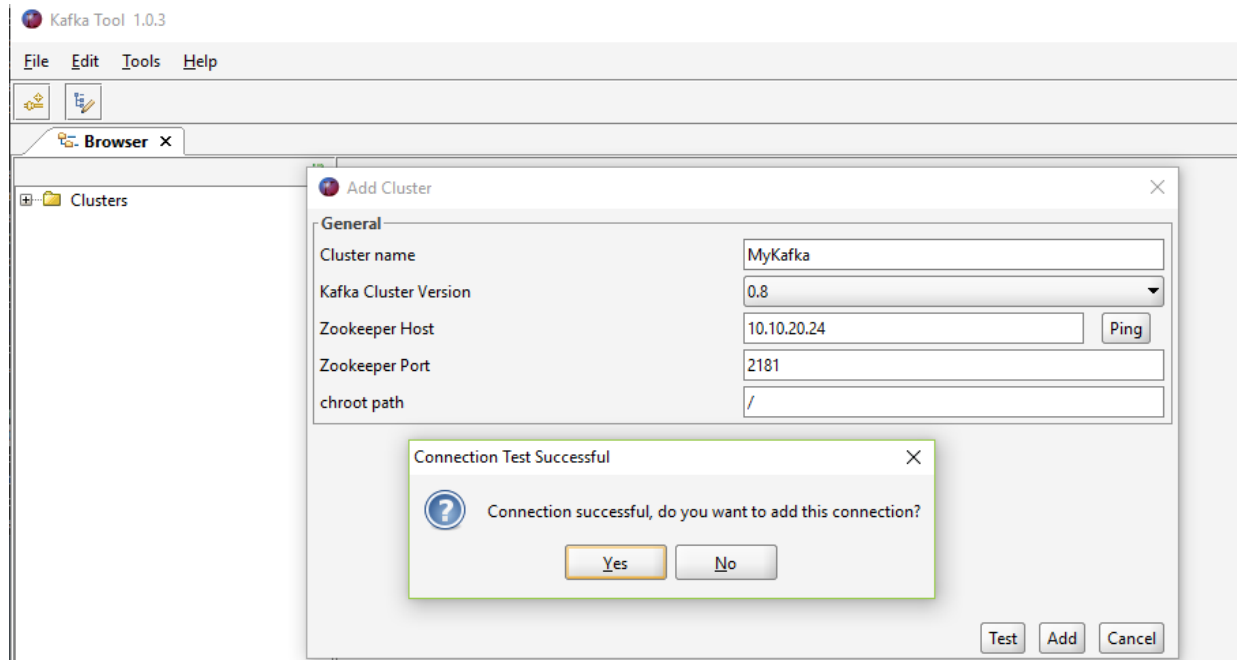 Kafka Tool 1.0.3
File Edit Tools Help
Browser
Clusters
Add Cluster
General
Cluster name MyKafka
Kafka Cluster Version 0.8
Zookeeper Host 10.10.20.24 Ping
Zookeeper Port 2181
chroot path /
Connection Test Successful
Connection successful, do you want to add this connection?
Yes No
Test Add Cancel